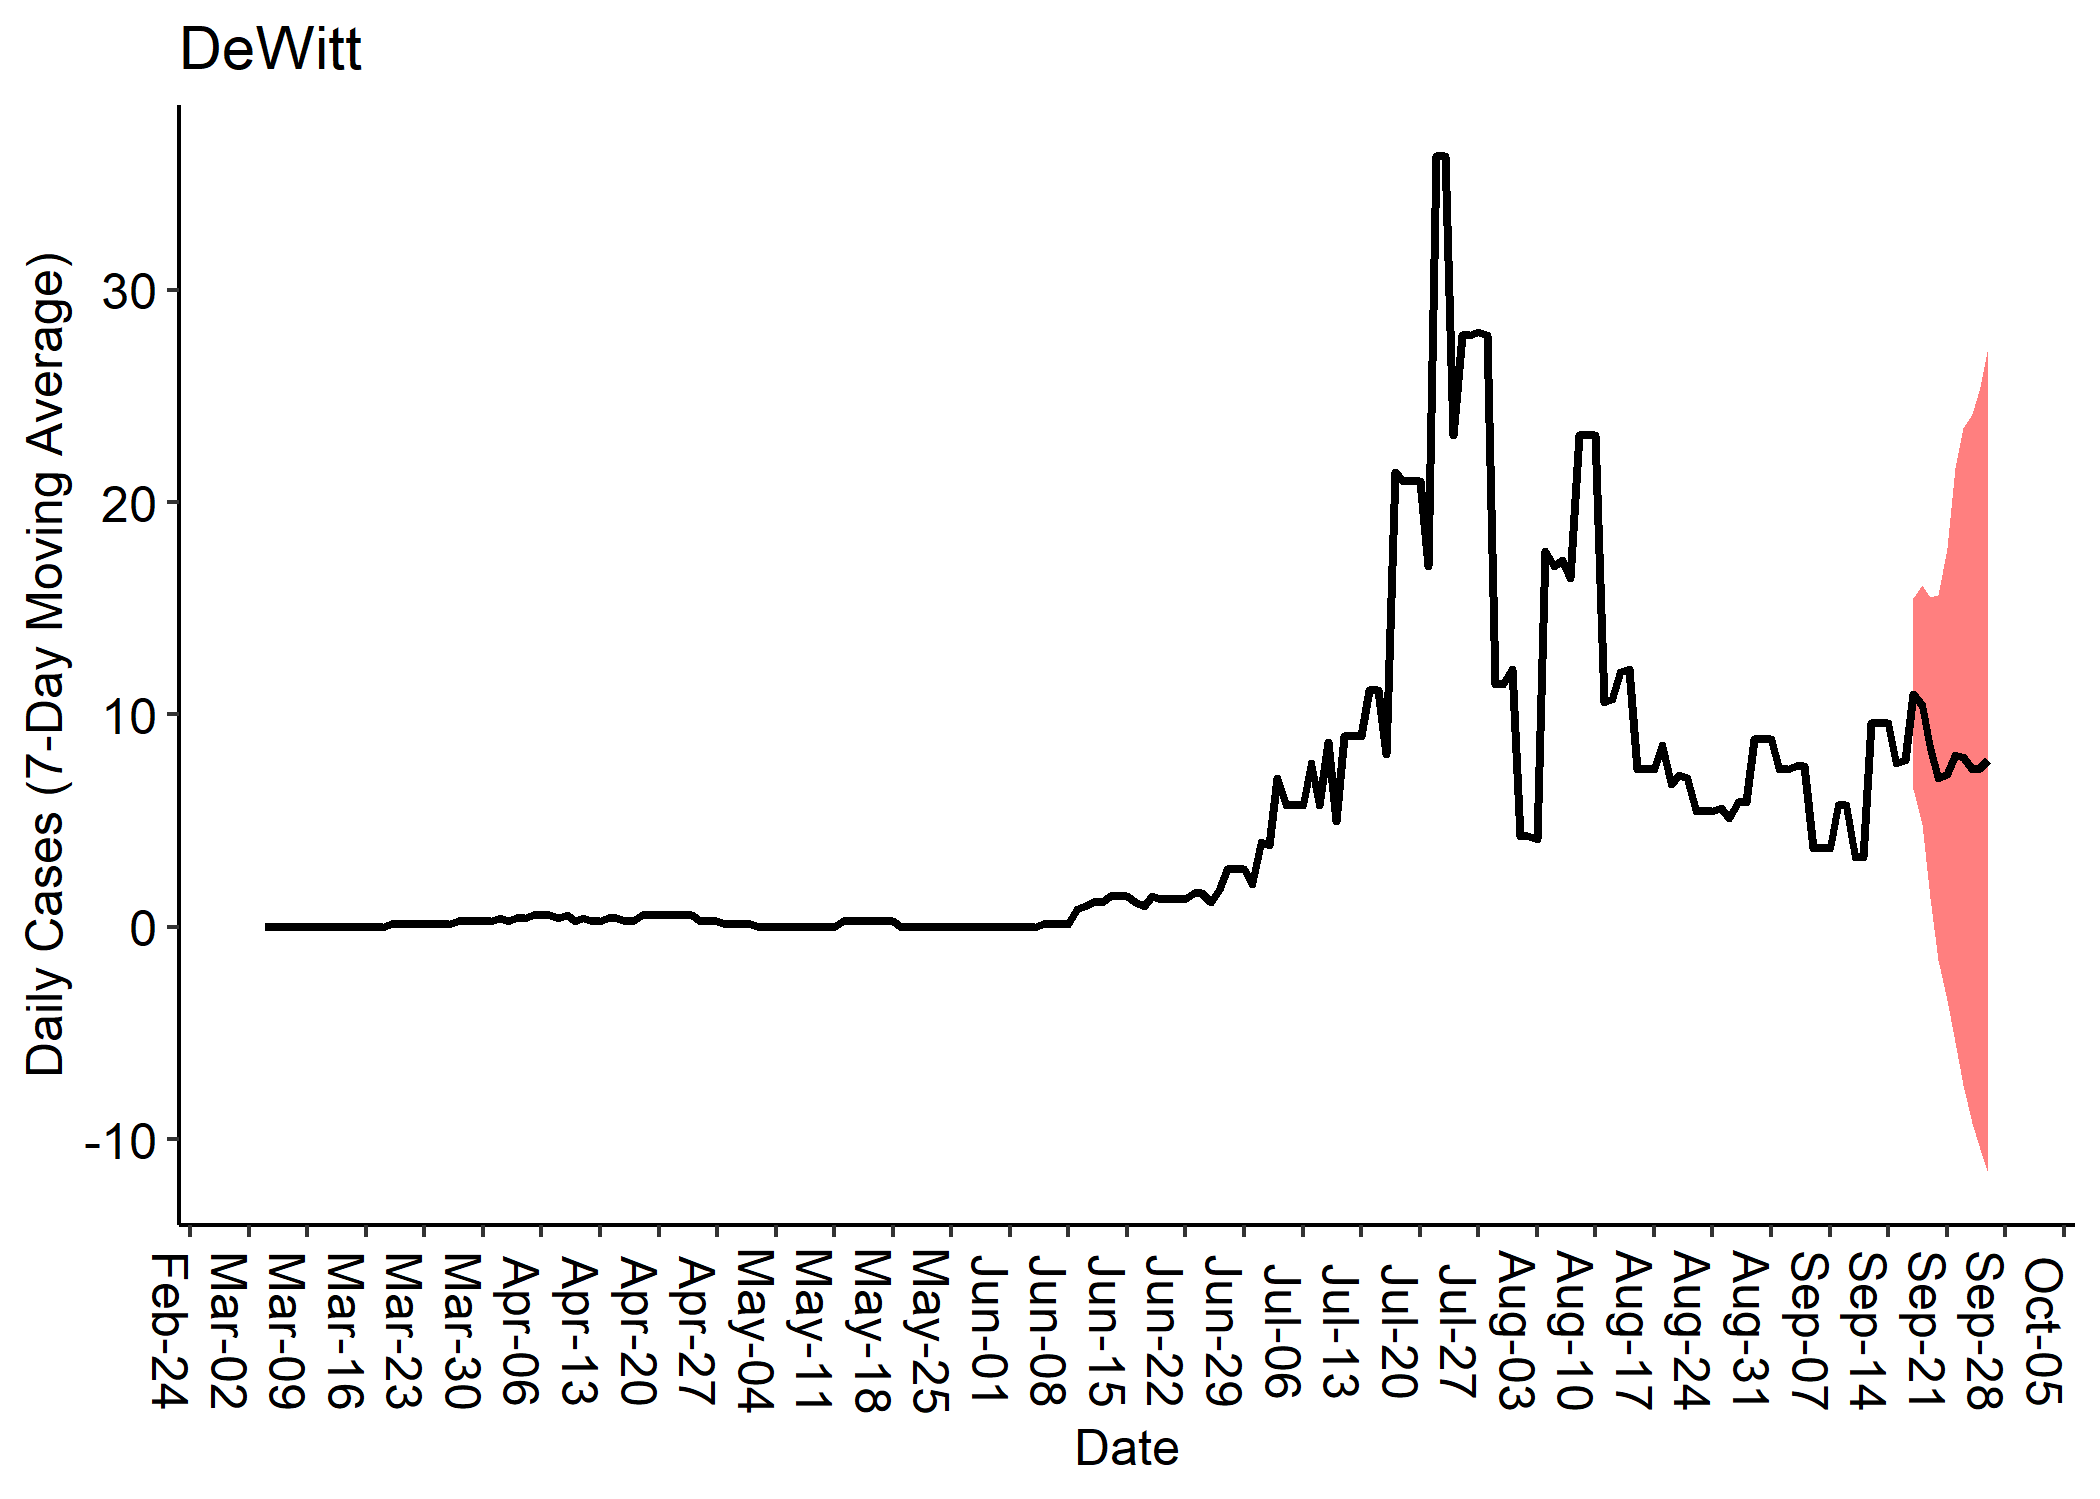 DeWitt
Daily Cases (7-Day Moving Average)
30
20
10
0
-10
Feb-24
Mar-02
Mar-09
Mar-16
Mar-23
Mar-30
Apr-06
Apr-13
Apr-20
Apr-27
May-04
May-11
May-18
May-25
Jun-01
Jun-08
Jun-15
Jun-22
Jun-29
Jul-06
Jul-13
Jul-20
Jul-27
Aug-03
Aug-10
Aug-17
Aug-24
Aug-31
Sep-07
Sep-14
Sep-21
Sep-28
Oct-05
Date